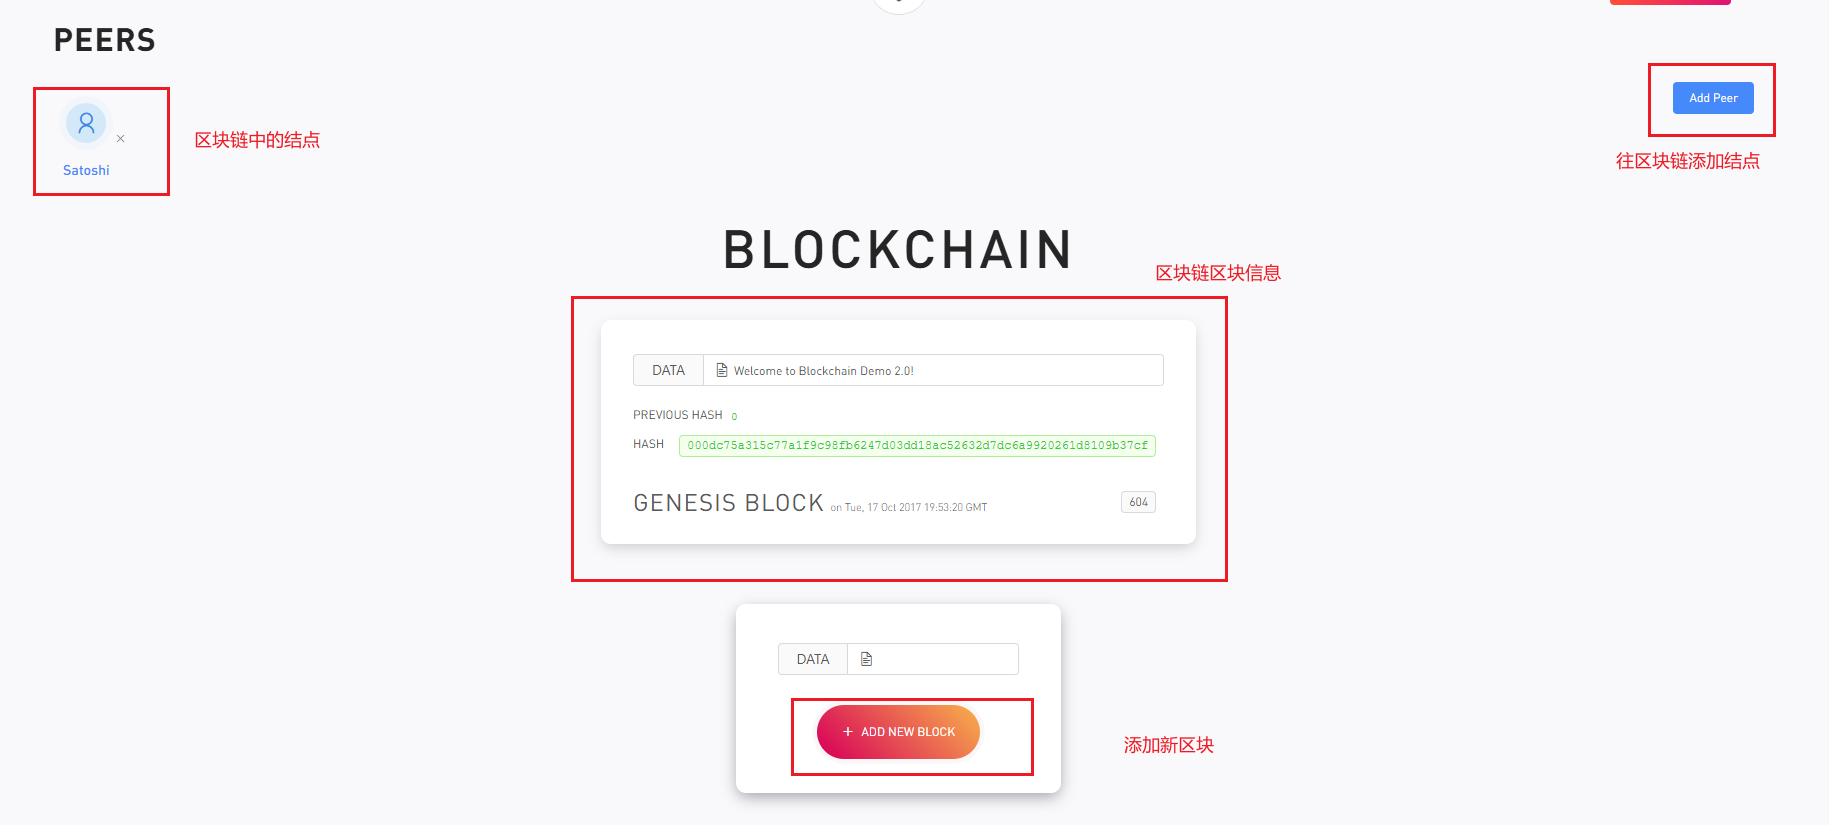 PEERS
Add Peer
区块链中的结点
Satoshi
往区块链添加结点
BLOCKCHAIN
区块链区块信息
DATA Welcome to Blockchain Demo 2.0!
PREVIOUS HASH 0
HASH 000dc75a315c77a1f9c98fb6247d03dd18ac52632d7dc6a9920261d8109b37cf
GENESIS BLOCK on Tue, 17 Oct 2017 19:53:20 GMT 604
DATA
+ ADD NEW BLOCK
添加新区块